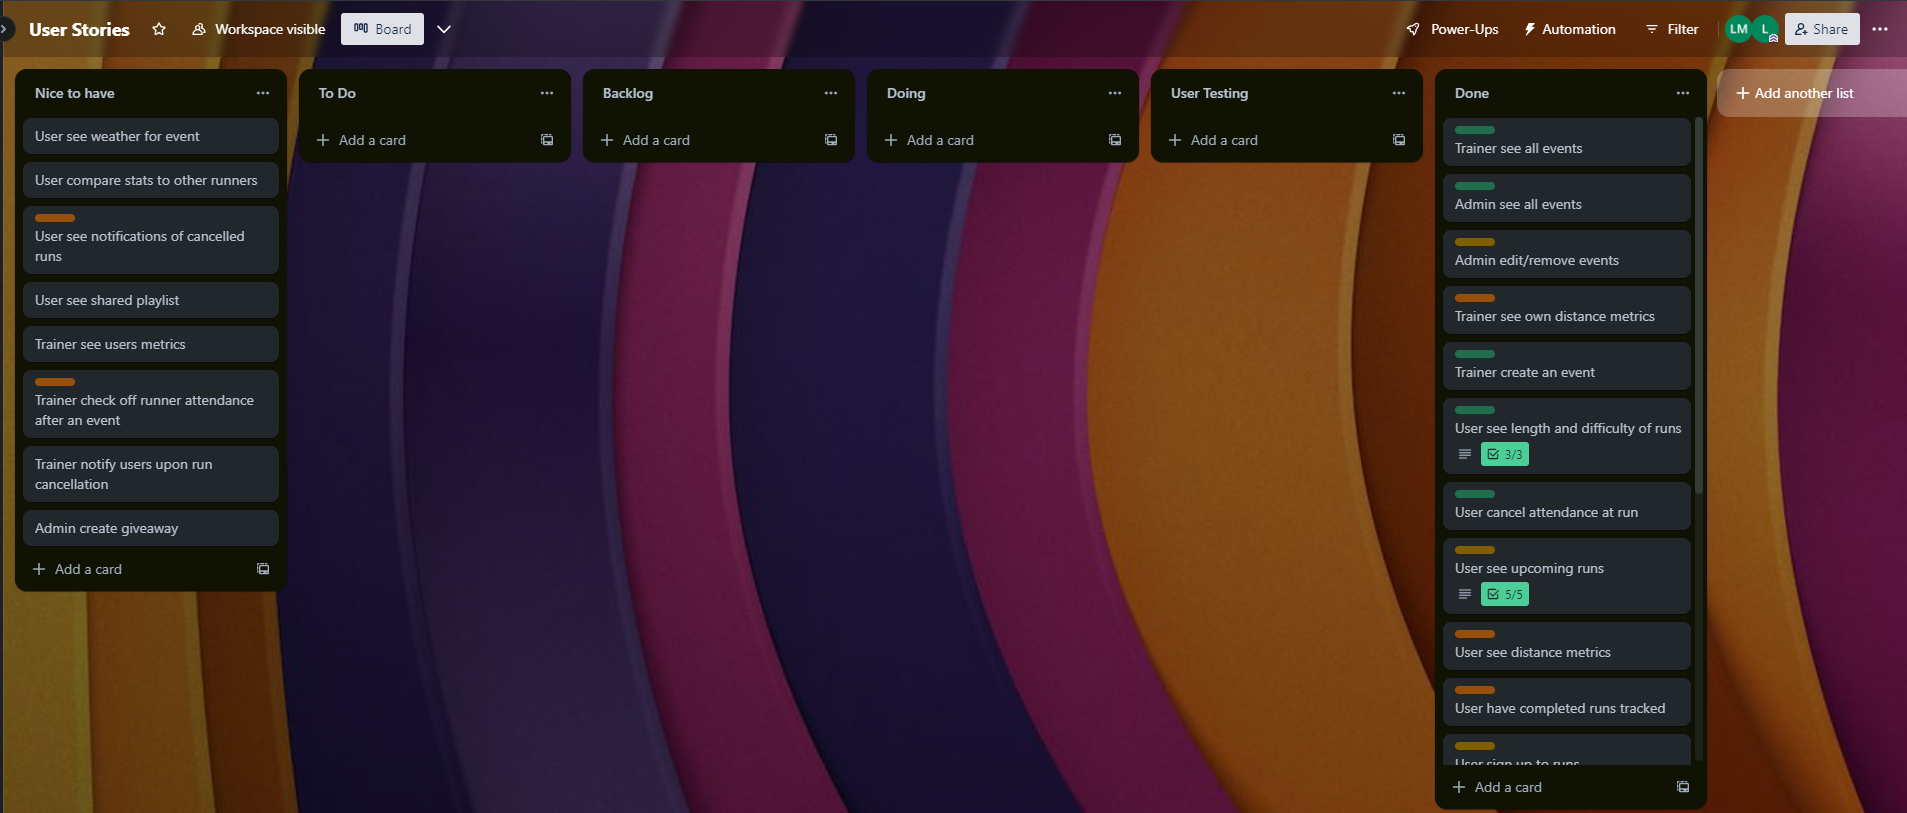 User Stories
Workspace visible
Board
Power-Ups
Automation
Filter
LM
L
Share
Nice to have
User see weather for event
User compare stats to other runners
User see notifications of cancelled
runs
User see shared playlist
Trainer see users metrics
Trainer check off runner attendance
after an event
Trainer notify users upon run
cancellation
Admin create giveaway
+ Add a card
To Do
+ Add a card
Backlog
+ Add a card
Doing
+ Add a card
User Testing
+ Add a card
Done
Trainer see all events
Admin see all events
Admin edit/remove events
Trainer see own distance metrics
Trainer create an event
User see length and difficulty of runs
3/3
User cancel attendance at run
User see upcoming runs
5/5
User see distance metrics
User have completed runs tracked
User sign up to runs
+ Add a card
+ Add another list